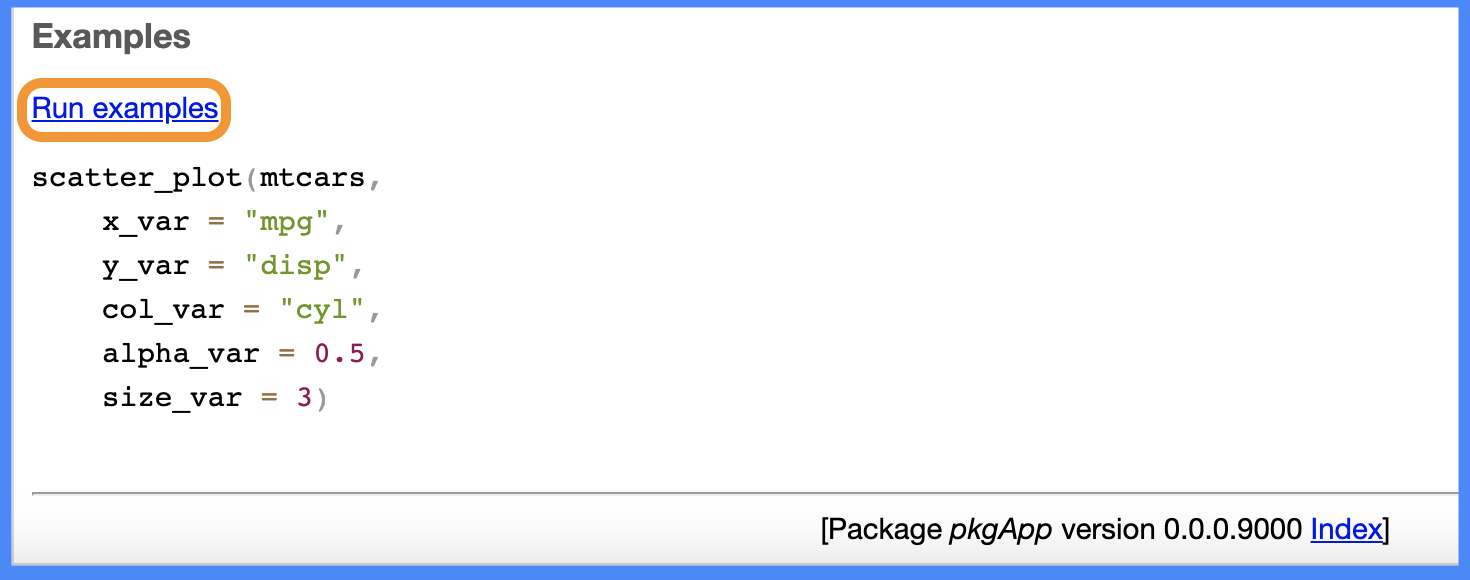 Examples
Run examples
scatter_plot(mtcars,
    x_var = "mpg",
    y_var = "disp",
    col_var = "cyl",
    alpha_var = 0.5,
    size_var = 3)
[Package pkgApp version 0.0.0.9000 Index]